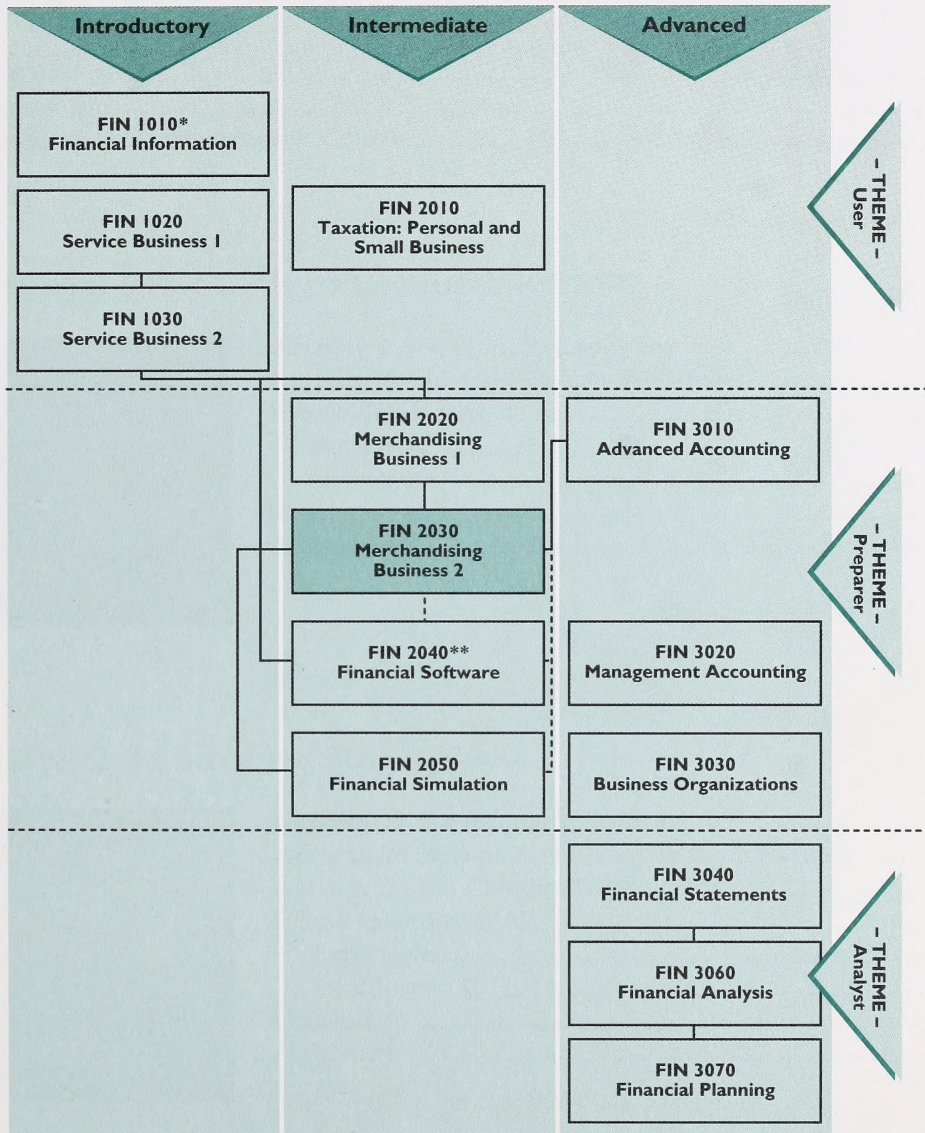 Introductory
Intermediate
Advanced
FIN 1010*
Financial Information
FIN 1020
Service Business 1
FIN 1030
Service Business 2
FIN 2010
Taxation: Personal and
Small Business
– THEME –
User
FIN 2020
Merchandising
Business 1
FIN 2030
Merchandising
Business 2
FIN 2040**
Financial Software
FIN 2050
Financial Simulation
FIN 3010
Advanced Accounting
FIN 3020
Management Accounting
FIN 3030
Business Organizations
– THEME –
Preparer
FIN 3040
Financial Statements
FIN 3060
Financial Analysis
FIN 3070
Financial Planning
– THEME –
Analyst